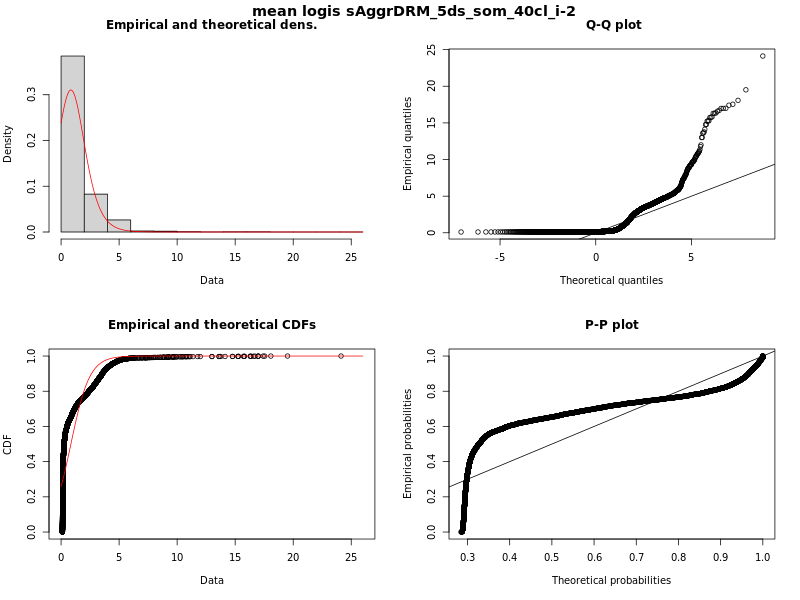 mean logis sAggrDRM_5ds_som_40cl_i-2
Empirical and theoretical dens.
Density
0.0 0.1 0.2 0.3
0 5 10 15 20 25
Data
Q-Q plot
Empirical quantiles
0 5 10 15 20 25
-5 0 5
Theoretical quantiles
Empirical and theoretical CDFs
CDF
0.0 0.2 0.4 0.6 0.8 1.0
0 5 10 15 20 25
Data
P-P plot
Empirical probabilities
0.0 0.2 0.4 0.6 0.8 1.0
0.3 0.4 0.5 0.6 0.7 0.8 0.9 1.0
Theoretical probabilities